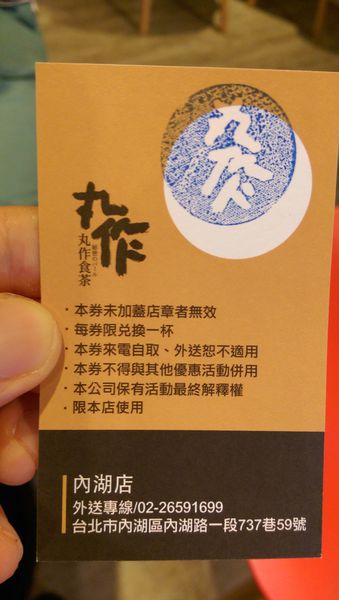 丸作
丸作
丸作食茶
・本券未加蓋店章者無效
・每券限兌換一杯
・本券來電自取、外送恕不適用
・本券不得與其他優惠活動併用
・本公司保有活動最終解釋權
・限本店使用
內湖店
外送專線/02-26591699
台北市內湖區內湖路一段737巷59號